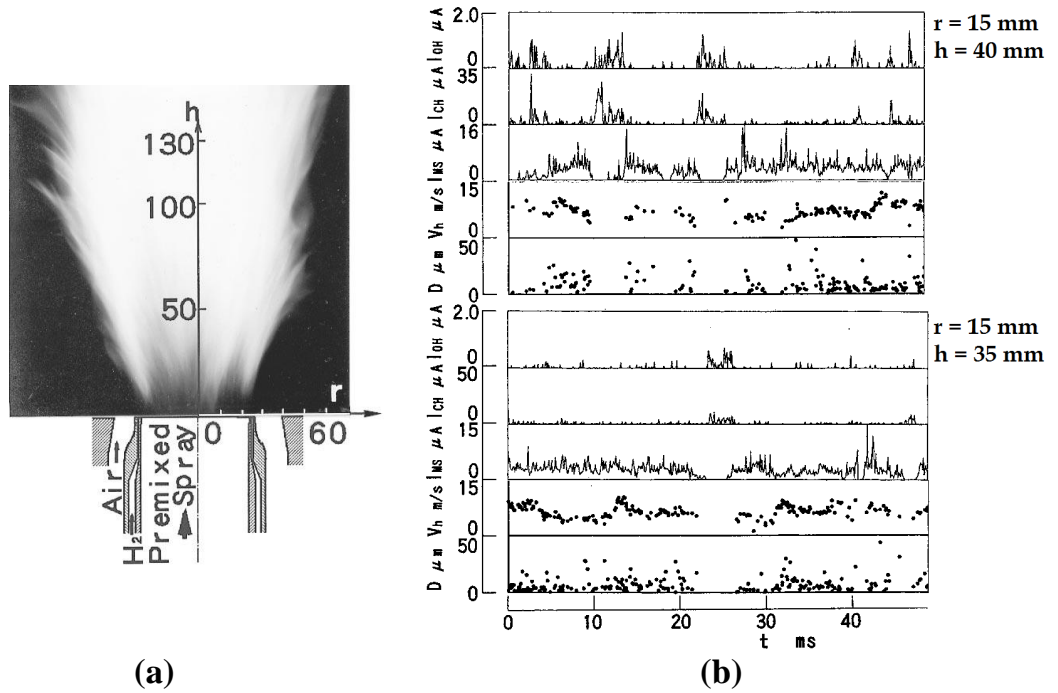 h
130
100
50
r
0
60
Air
H2
Premixed
Spray
(a)
r = 15 mm
h = 40 mm
2.0
0
35
0
16
0
15
0
50
0
D μm Vh m/s IMS μA ICH μA IOH μA
r = 15 mm
h = 35 mm
2.0
0
50
0
15
0
15
0
50
0
D μm Vh m/s IMS μA ICH μA IOH μA
0
10
20
30
40
t ms
(b)